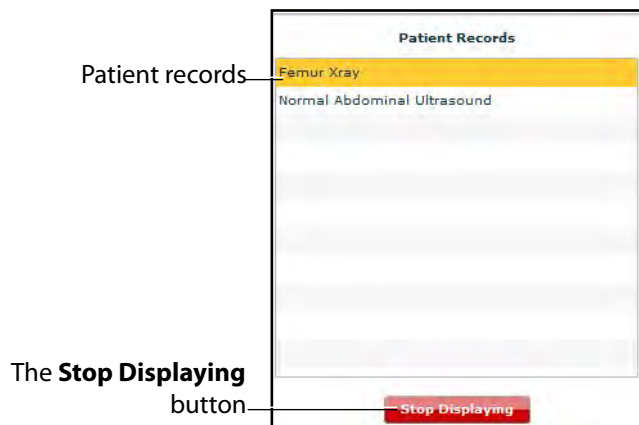 Patient Records
Patient records
Femur Xray
Normal Abdominal Ultrasound
The Stop Displaying
button
Stop Displaying